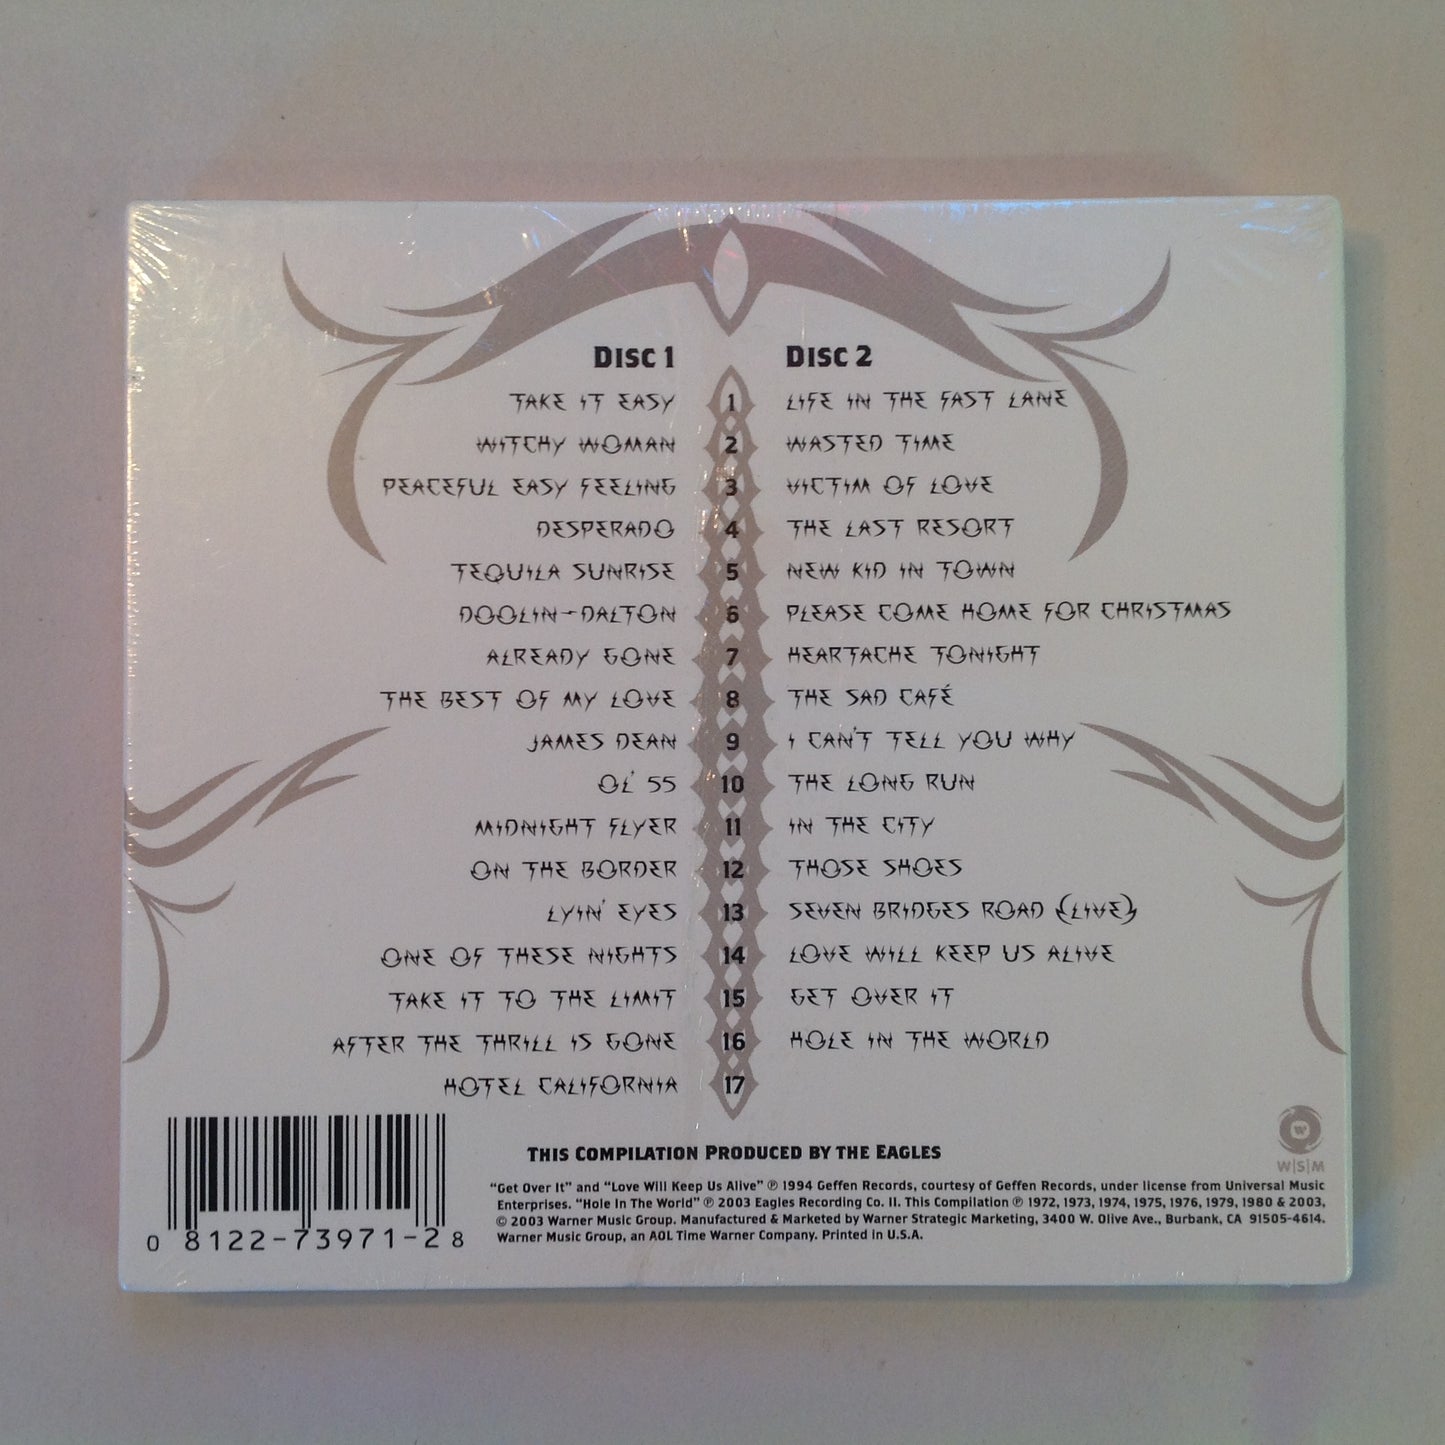 DISC 1 DISC 2
TAKE IT EASY 1 LIFE IN THE FAST LANE
WITCHY WOMAN 2 WASTED TIME
PEACEFUL EASY FEELING 3 VICTIM OF LOVE
DESPERADO 4 THE LAST RESORT
TEQUILA SUNRISE 5 NEW KID IN TOWN
DOOLIN-DALTON 6 PLEASE COME HOME FOR CHRISTMAS
ALREADY GONE 7 HEARTACHE TONIGHT
THE BEST OF MY LOVE 8 THE SAD CAFÉ
JAMES DEAN 9 I CAN'T TELL YOU WHY
OL' 55 10 THE LONG RUN
MIDNIGHT FLYER 11 IN THE CITY
ON THE BORDER 12 THOSE SHOES
LYIN' EYES 13 SEVEN BRIDGES ROAD (LIVE)
ONE OF THESE NIGHTS 14 LOVE WILL KEEP US ALIVE
TAKE IT TO THE LIMIT 15 GET OVER IT
AFTER THE THRILL IS GONE 16 HOLE IN THE WORLD
HOTEL CALIFORNIA 17
THIS COMPILATION PRODUCED BY THE EAGLES
"Get Over It" and "Love Will Keep Us Alive" ℗ 1994 Geffen Records, courtesy of Geffen Records, under license from Universal Music
Enterprises. "Hole In The World" ℗ 2003 Eagles Recording Co. II. This Compilation ℗ 1972, 1973, 1974, 1975, 1976, 1979, 1980 & 2003,
© 2003 Warner Music Group. Manufactured & Marketed by Warner Strategic Marketing, 3400 W. Olive Ave., Burbank, CA 91505-4614.
Warner Music Group, an AOL Time Warner Company. Printed in U.S.A.
W|S|M
0 81227-3971-2 8